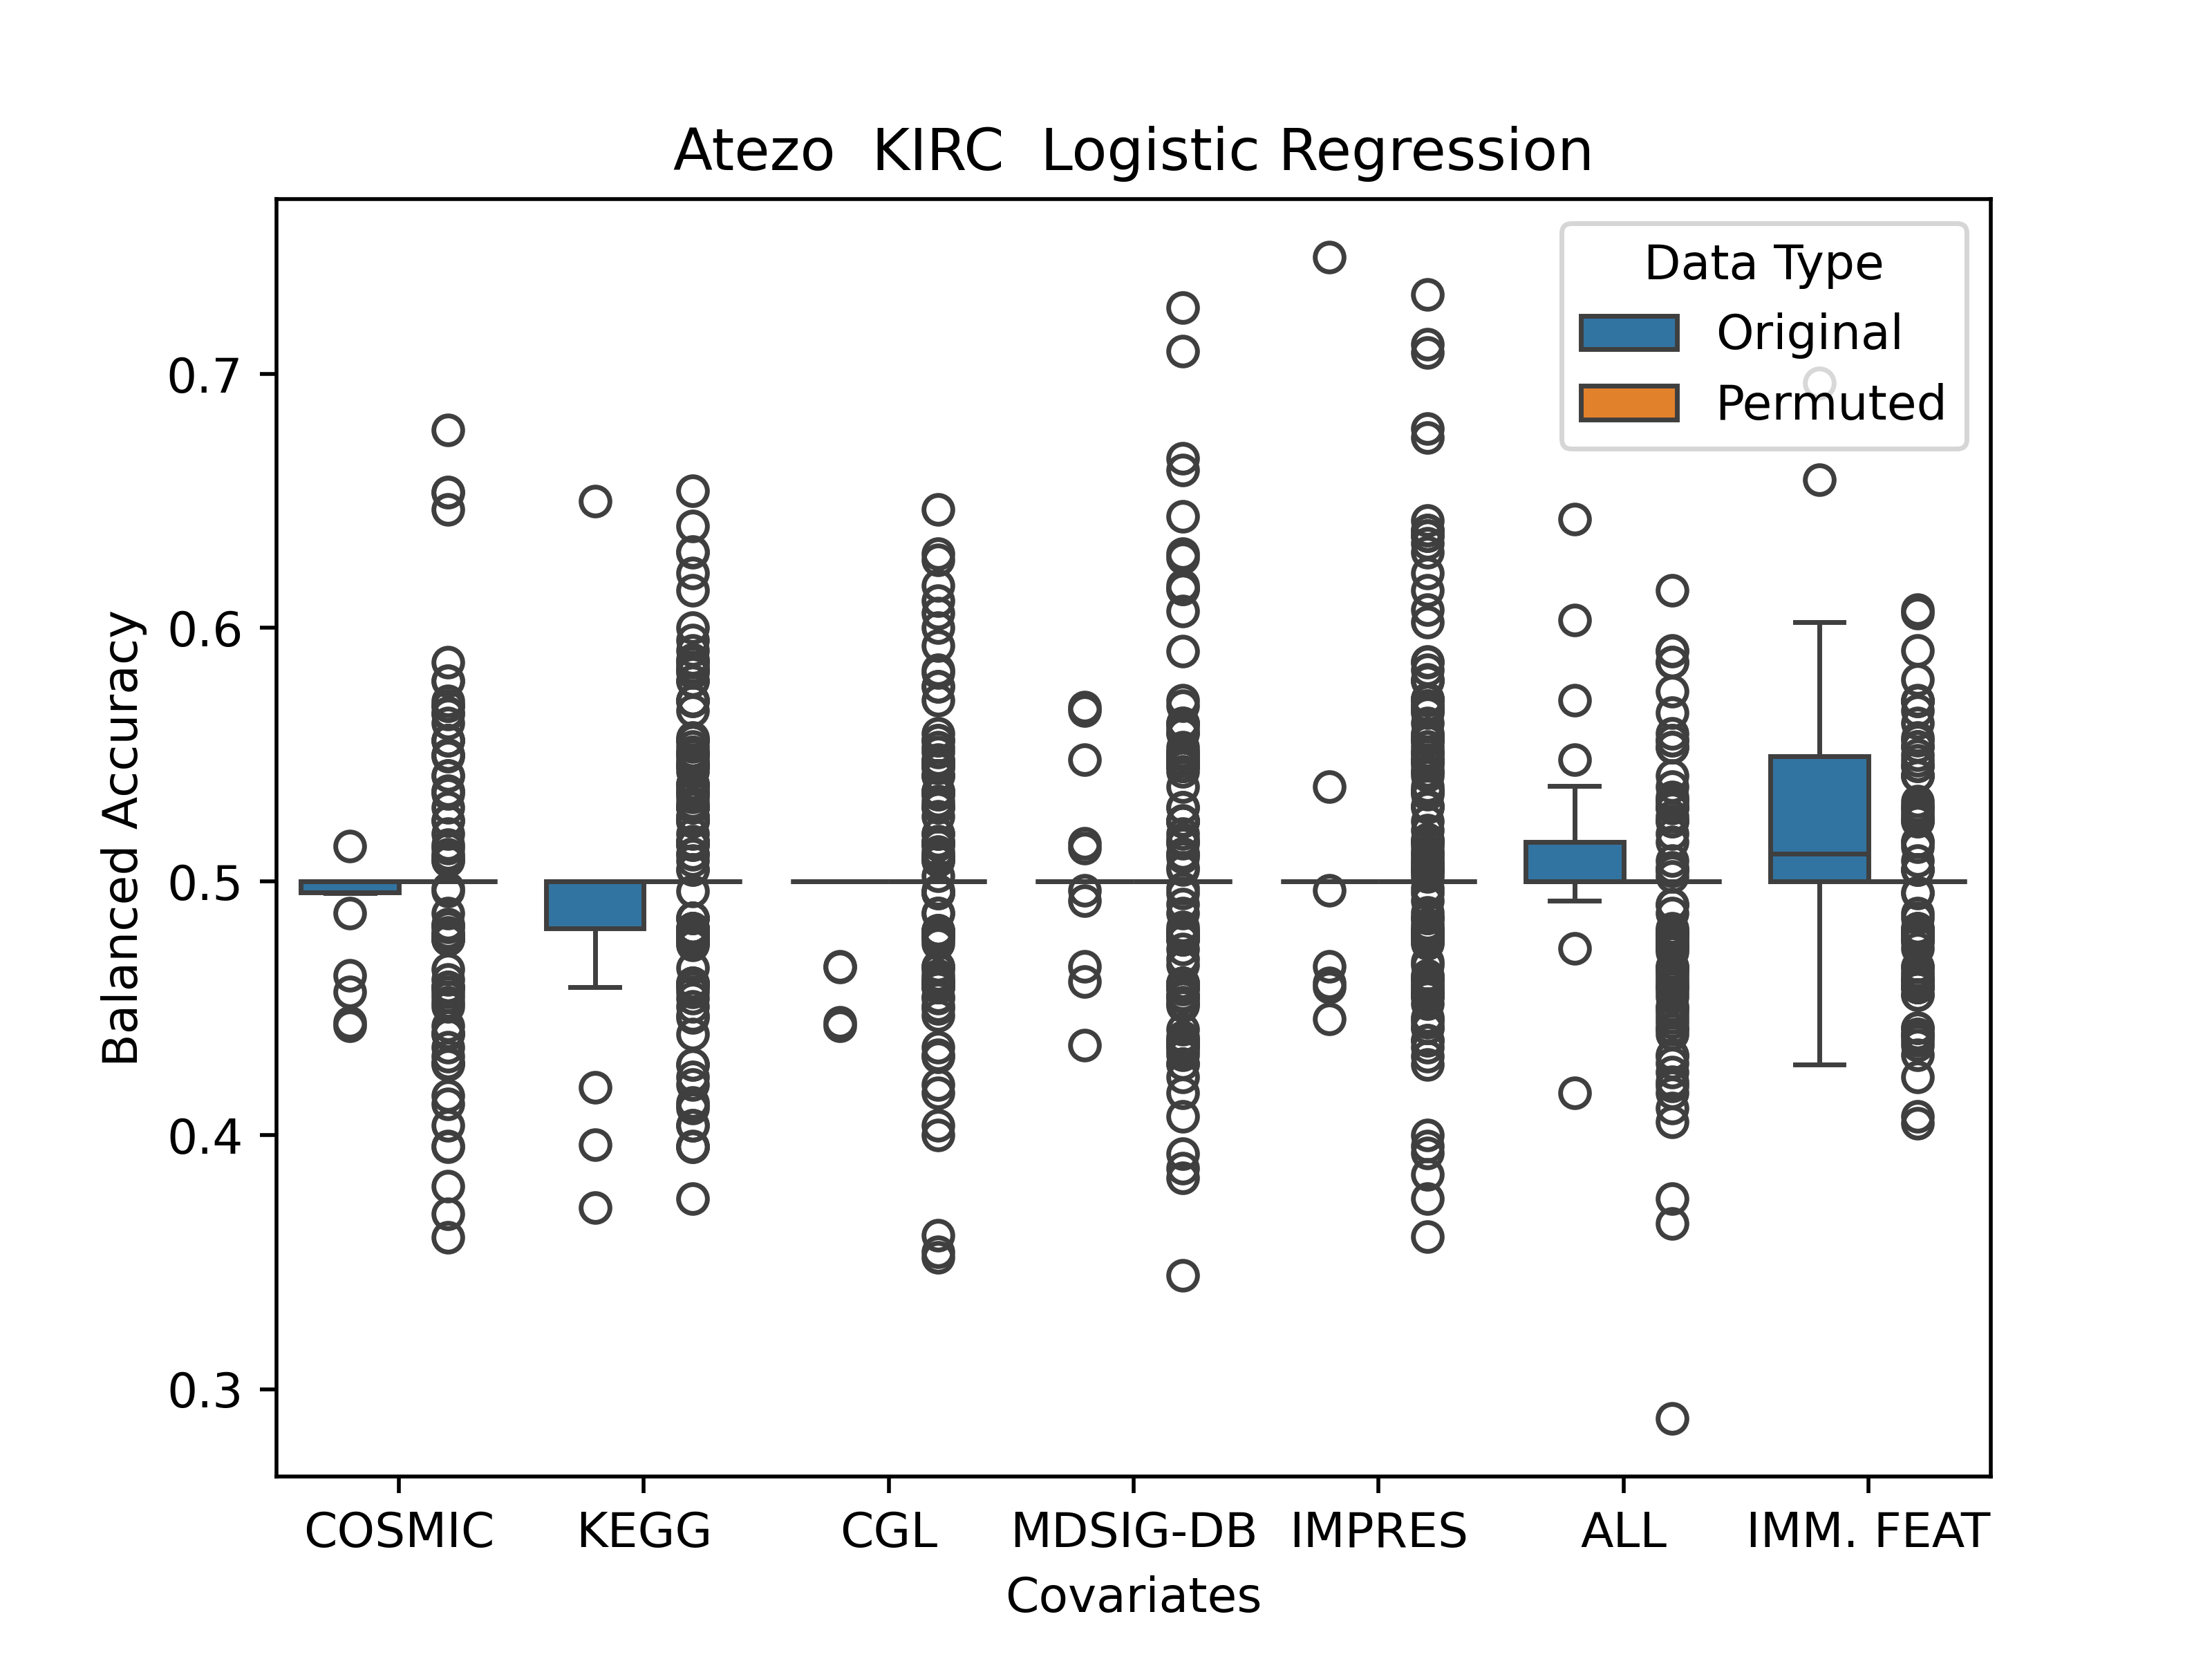 Atezo  KIRC  Logistic Regression
Data Type
Original
Permuted
Balanced Accuracy
0.7
0.6
0.5
0.4
0.3
COSMIC KEGG CGL MDSIG-DB IMPRES ALL IMM. FEAT
Covariates